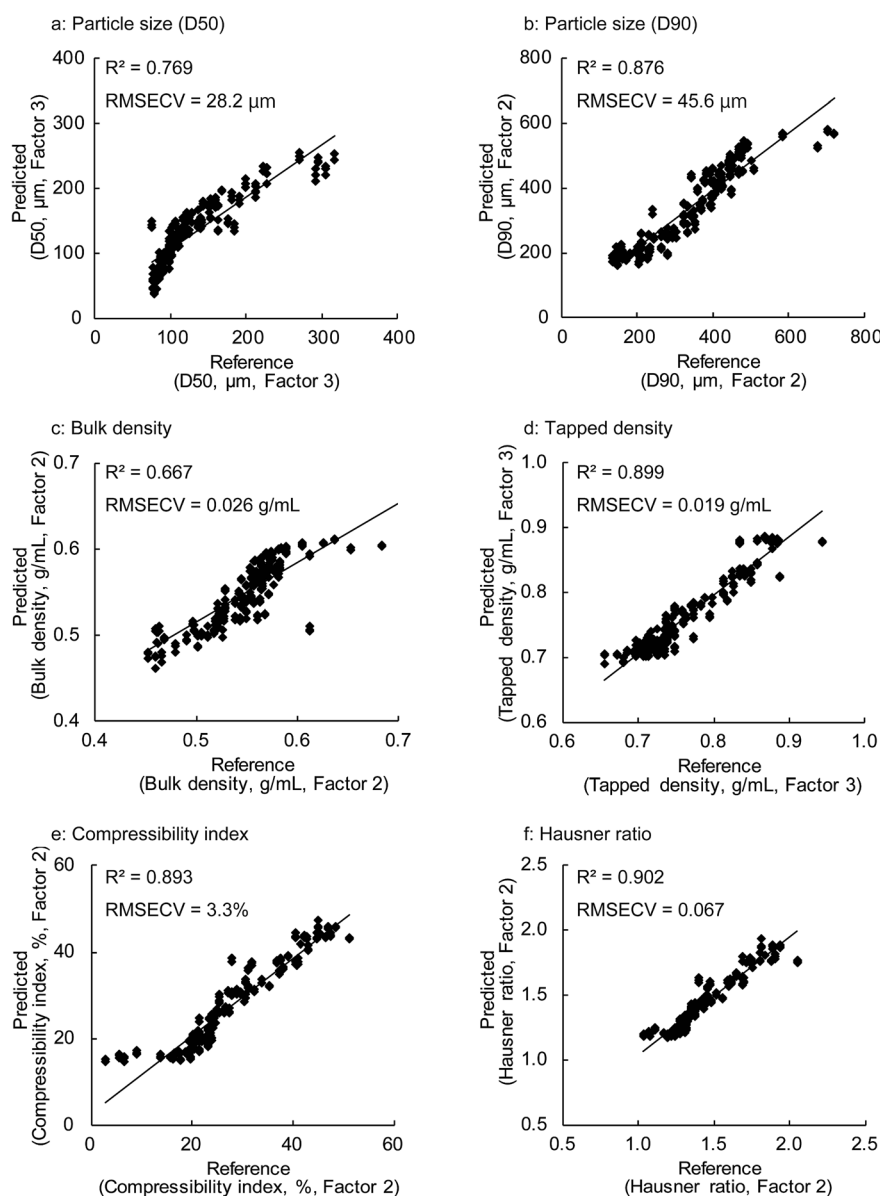 a: Particle size (D50)
400
300
200
100
0
Predicted
(D50, µm, Factor 3)
R² = 0.769
RMSECV = 28.2 µm
0 100 200 300 400
Reference
(D50, µm, Factor 3)
b: Particle size (D90)
800
600
400
200
0
Predicted
(D90, µm, Factor 2)
R² = 0.876
RMSECV = 45.6 µm
0 200 400 600 800
Reference
(D90, µm, Factor 2)
c: Bulk density
0.7
0.6
0.5
0.4
Predicted
(Bulk density, g/mL, Factor 2)
R² = 0.667
RMSECV = 0.026 g/mL
0.4 0.5 0.6 0.7
Reference
(Bulk density, g/mL, Factor 2)
d: Tapped density
1.0
0.9
0.8
0.7
0.6
Predicted
(Tapped density, g/mL, Factor 3)
R² = 0.899
RMSECV = 0.019 g/mL
0.6 0.7 0.8 0.9 1.0
Reference
(Tapped density, g/mL, Factor 3)
e: Compressibility index
60
40
20
0
Predicted
(Compressibility index, %, Factor 2)
R² = 0.893
RMSECV = 3.3%
0 20 40 60
Reference
(Compressibility index, %, Factor 2)
f: Hausner ratio
2.5
2.0
1.5
1.0
0.5
Predicted
(Hausner ratio, Factor 2)
R² = 0.902
RMSECV = 0.067
0.5 1.0 1.5 2.0 2.5
Reference
(Hausner ratio, Factor 2)